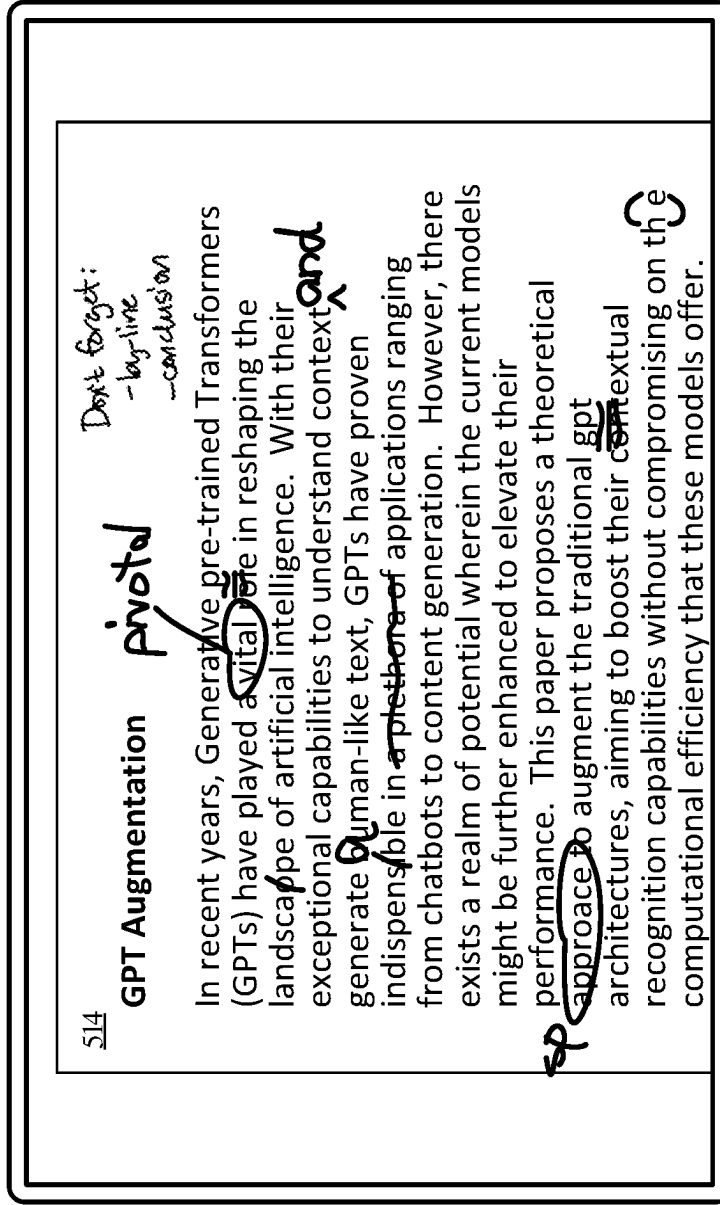 514
Don't forget:
- by-line
- conclusion
pivotal
GPT Augmentation
In recent years, Generative pre-trained Transformers
(GPTs) have played a vital role in reshaping the
landscape of artificial intelligence. With their
exceptional capabilities to understand context and
generate human-like text, GPTs have proven
indispensible in a plethora of applications ranging
from chatbots to content generation. However, there
exists a realm of potential wherein the current models
might be further enhanced to elevate their
performance. This paper proposes a theoretical
sp approace to augment the traditional gpt
architectures, aiming to boost their contextual
recognition capabilities without compromising on th e
computational efficiency that these models offer.